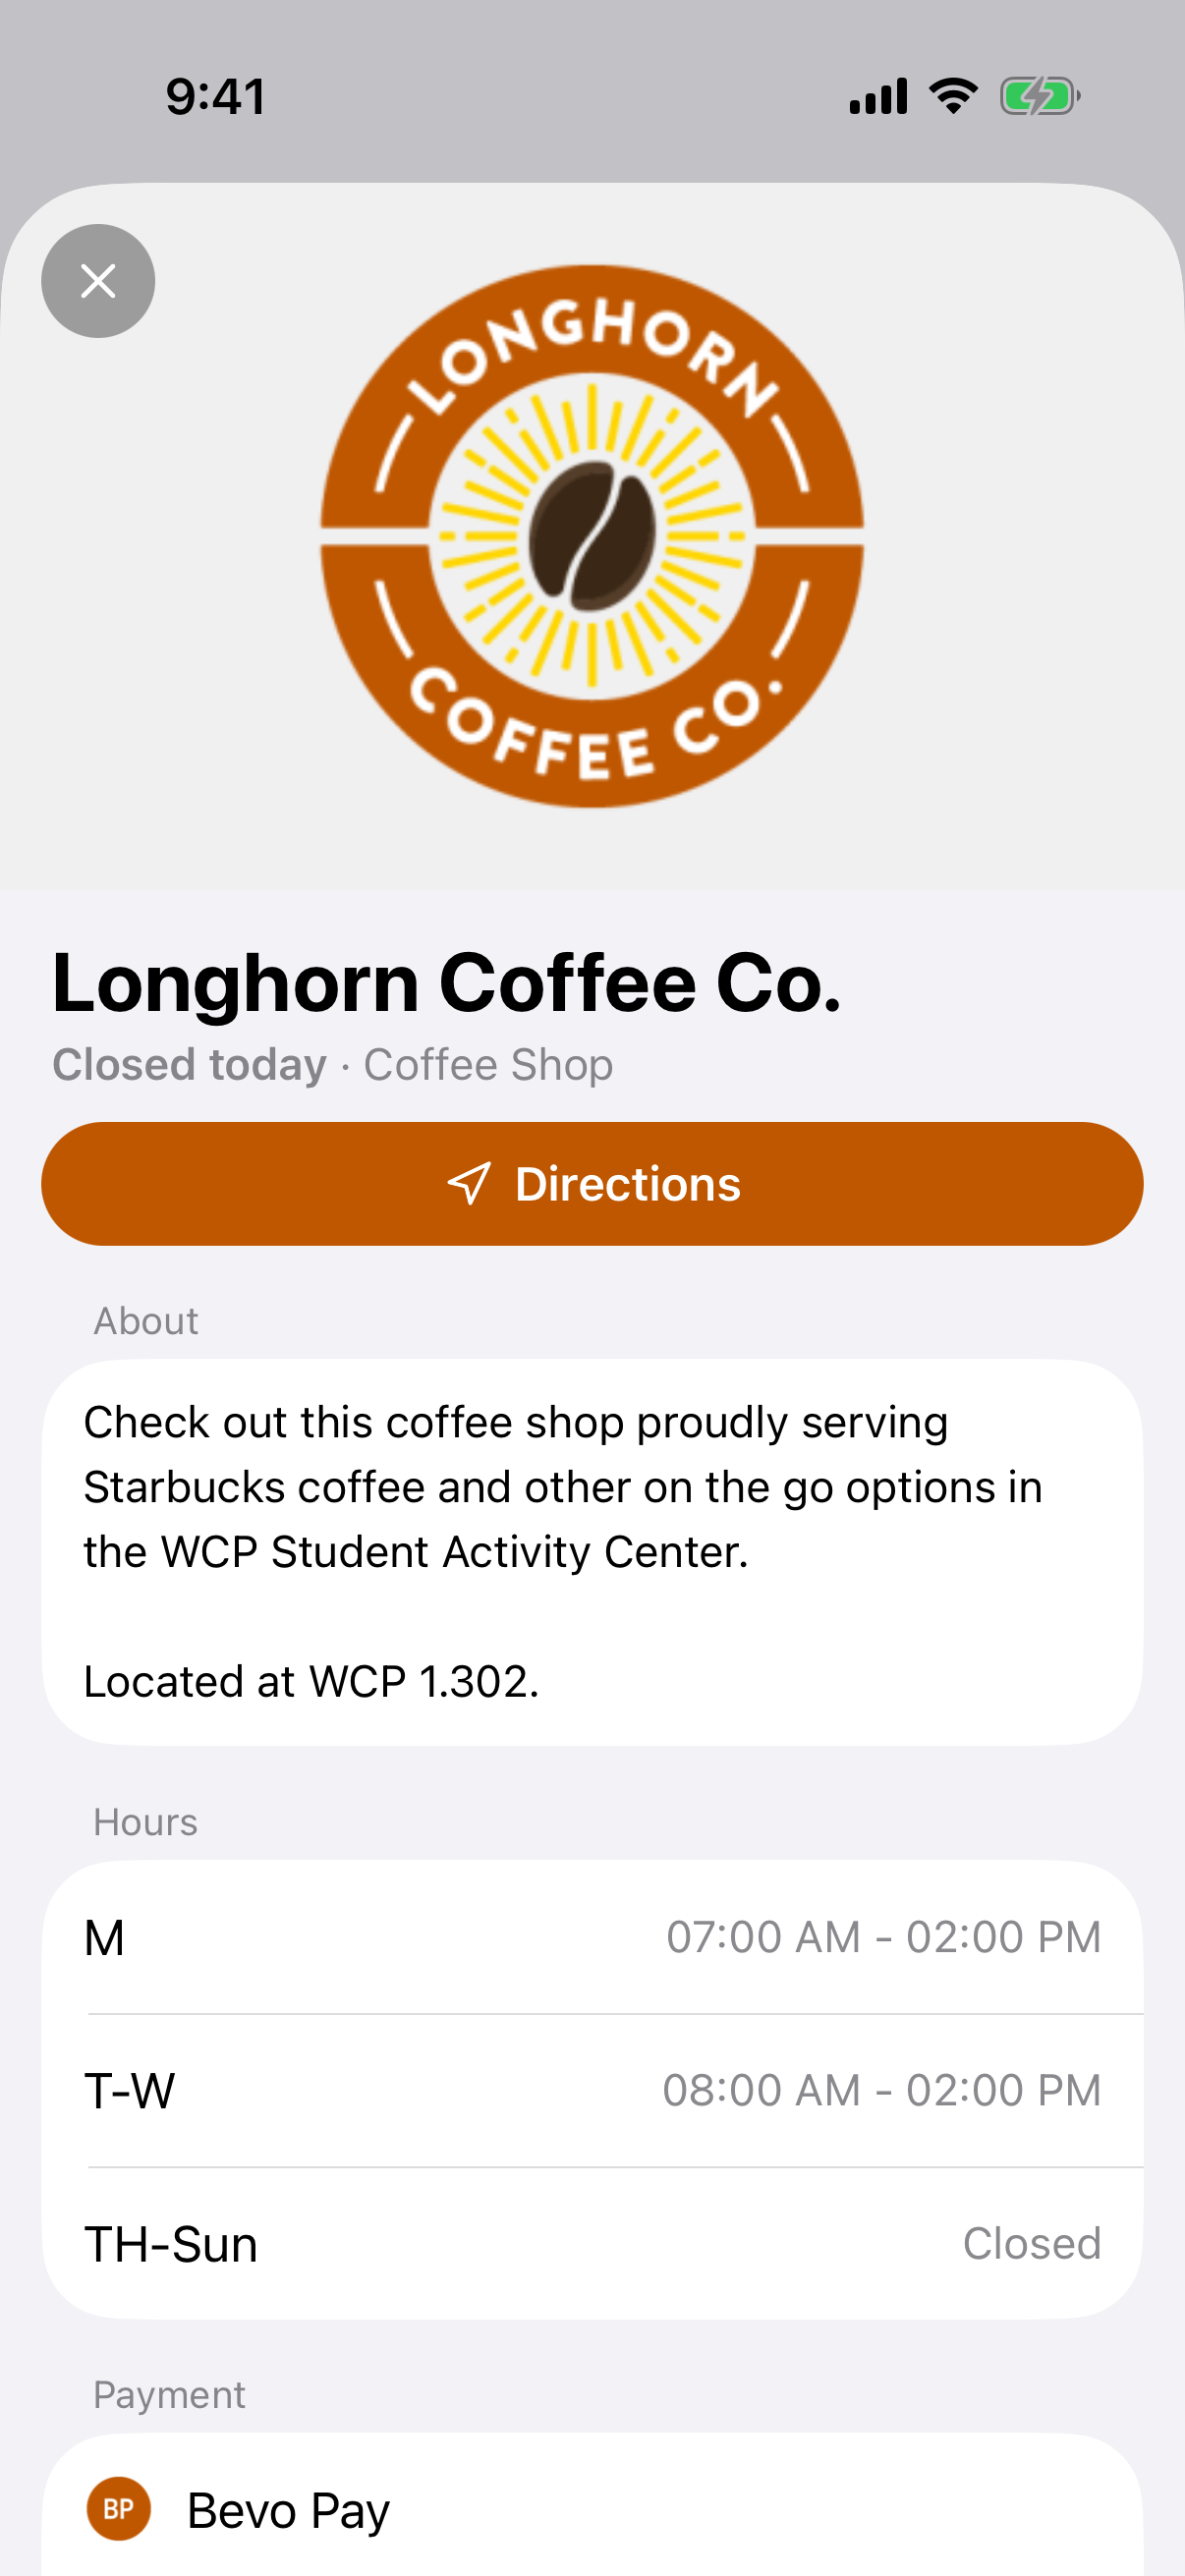 9:41
LONGHORN
COFFEE CO.
Longhorn Coffee Co.
Closed today · Coffee Shop
Directions
About
Check out this coffee shop proudly serving
Starbucks coffee and other on the go options in
the WCP Student Activity Center.
Located at WCP 1.302.
Hours
M 07:00 AM - 02:00 PM
T-W 08:00 AM - 02:00 PM
TH-Sun Closed
Payment
BP Bevo Pay